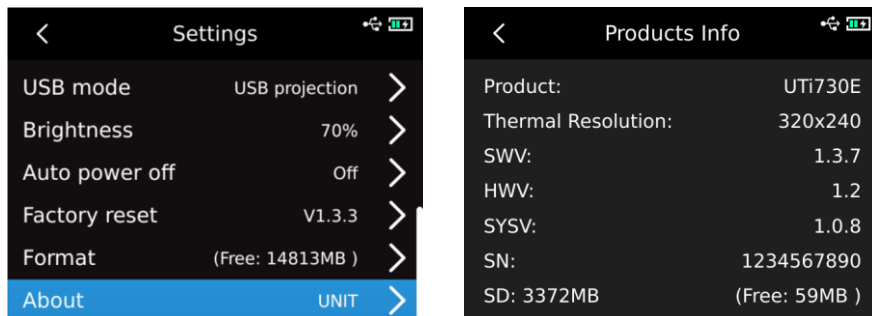 Settings
USB mode USB projection
Brightness 70%
Auto power off Off
Factory reset V1.3.3
Format (Free: 14813MB )
About UNIT
Products Info
Product: UTi730E
Thermal Resolution: 320x240
SWV: 1.3.7
HWV: 1.2
SYSV: 1.0.8
SN: 1234567890
SD: 3372MB (Free: 59MB )